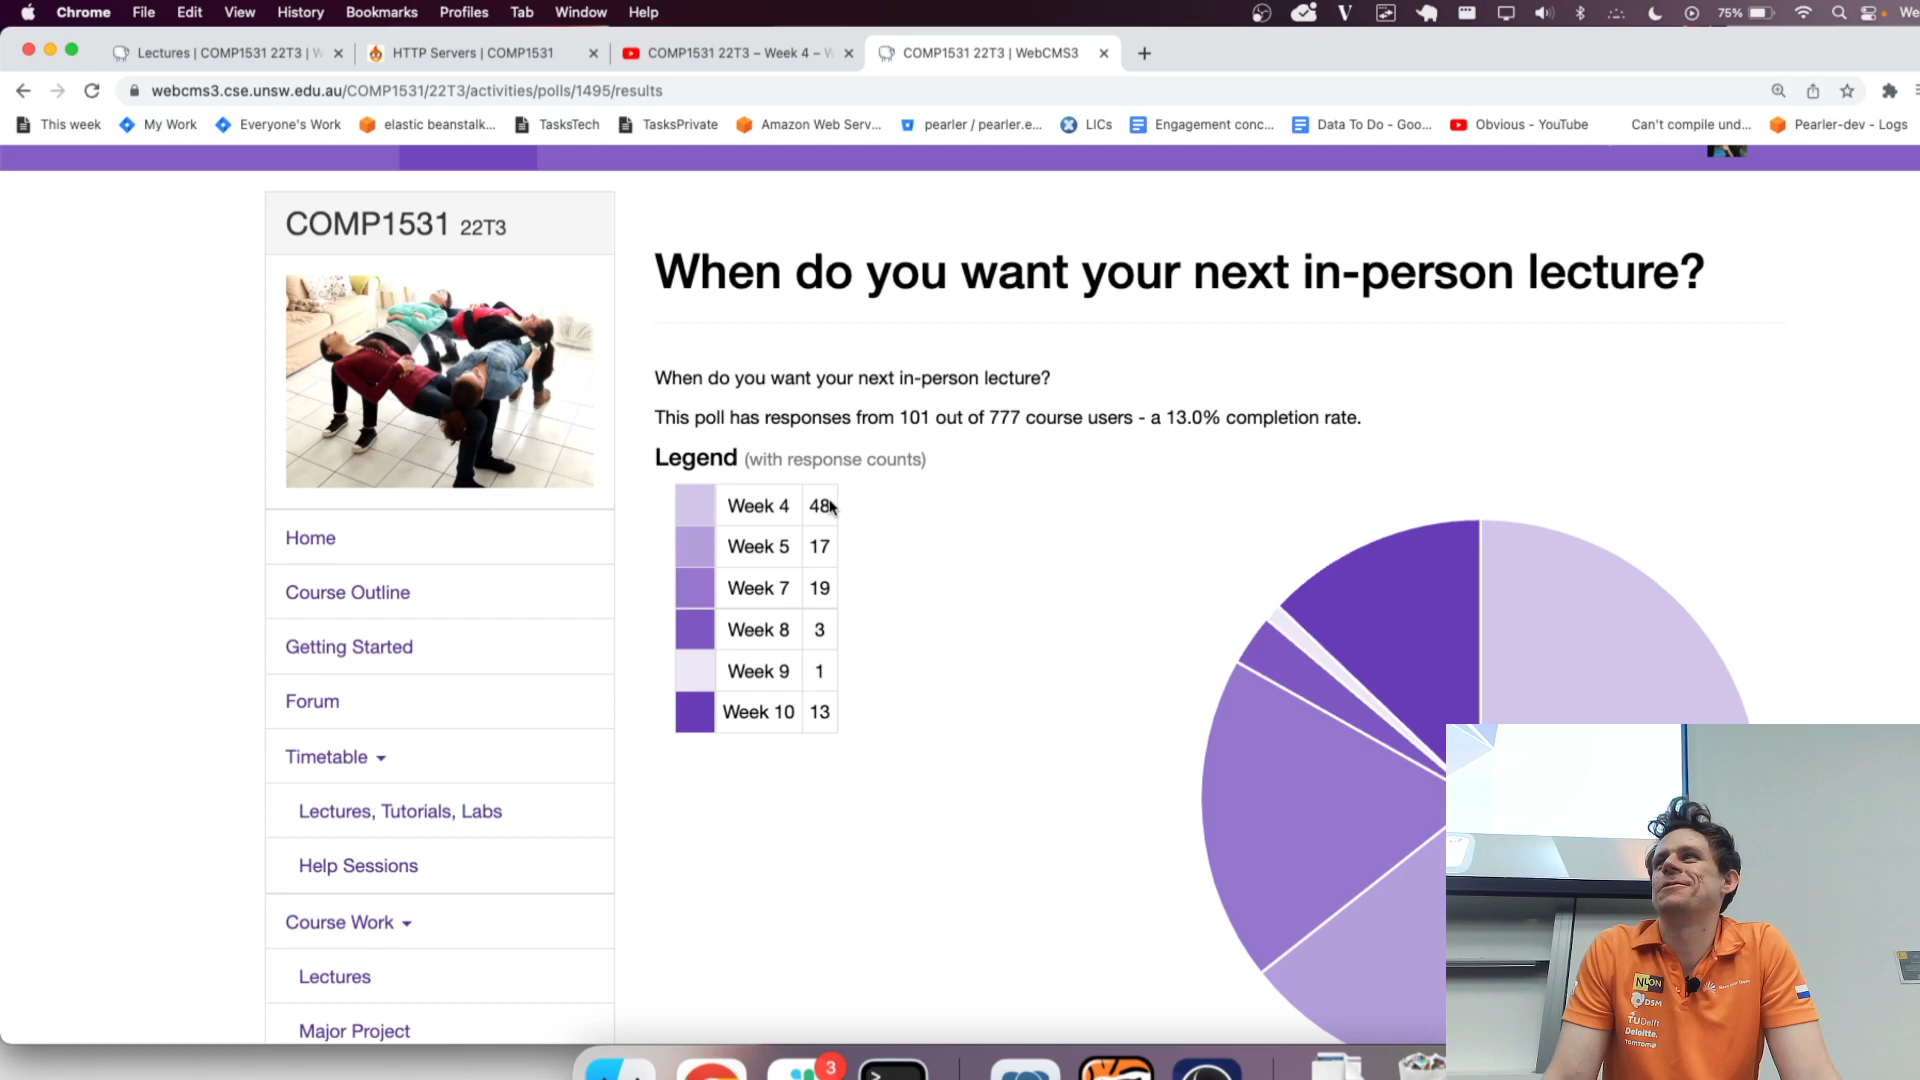 Chrome File Edit View History Bookmarks Profiles Tab Window Help V 75% We
Lectures | COMP1531 22T3 | W HTTP Servers | COMP1531 COMP1531 22T3 – Week 4 – W COMP1531 22T3 | WebCMS3
webcms3.cse.unsw.edu.au/COMP1531/22T3/activities/polls/1495/results
This week My Work Everyone's Work elastic beanstalk... TasksTech TasksPrivate Amazon Web Serv... pearler / pearler.e... LICs Engagement conc... Data To Do - Goo... Obvious - YouTube Can't compile und... Pearler-dev - Logs
COMP1531 22T3
Home
Course Outline
Getting Started
Forum
Timetable
Lectures, Tutorials, Labs
Help Sessions
Course Work
Lectures
Major Project
When do you want your next in-person lecture?
When do you want your next in-person lecture?
This poll has responses from 101 out of 777 course users - a 13.0% completion rate.
Legend (with response counts)
Week 4 48
Week 5 17
Week 7 19
Week 8 3
Week 9 1
Week 10 13
3
NLON
DSM
TUDelft
Deloitte.
TOMTOM